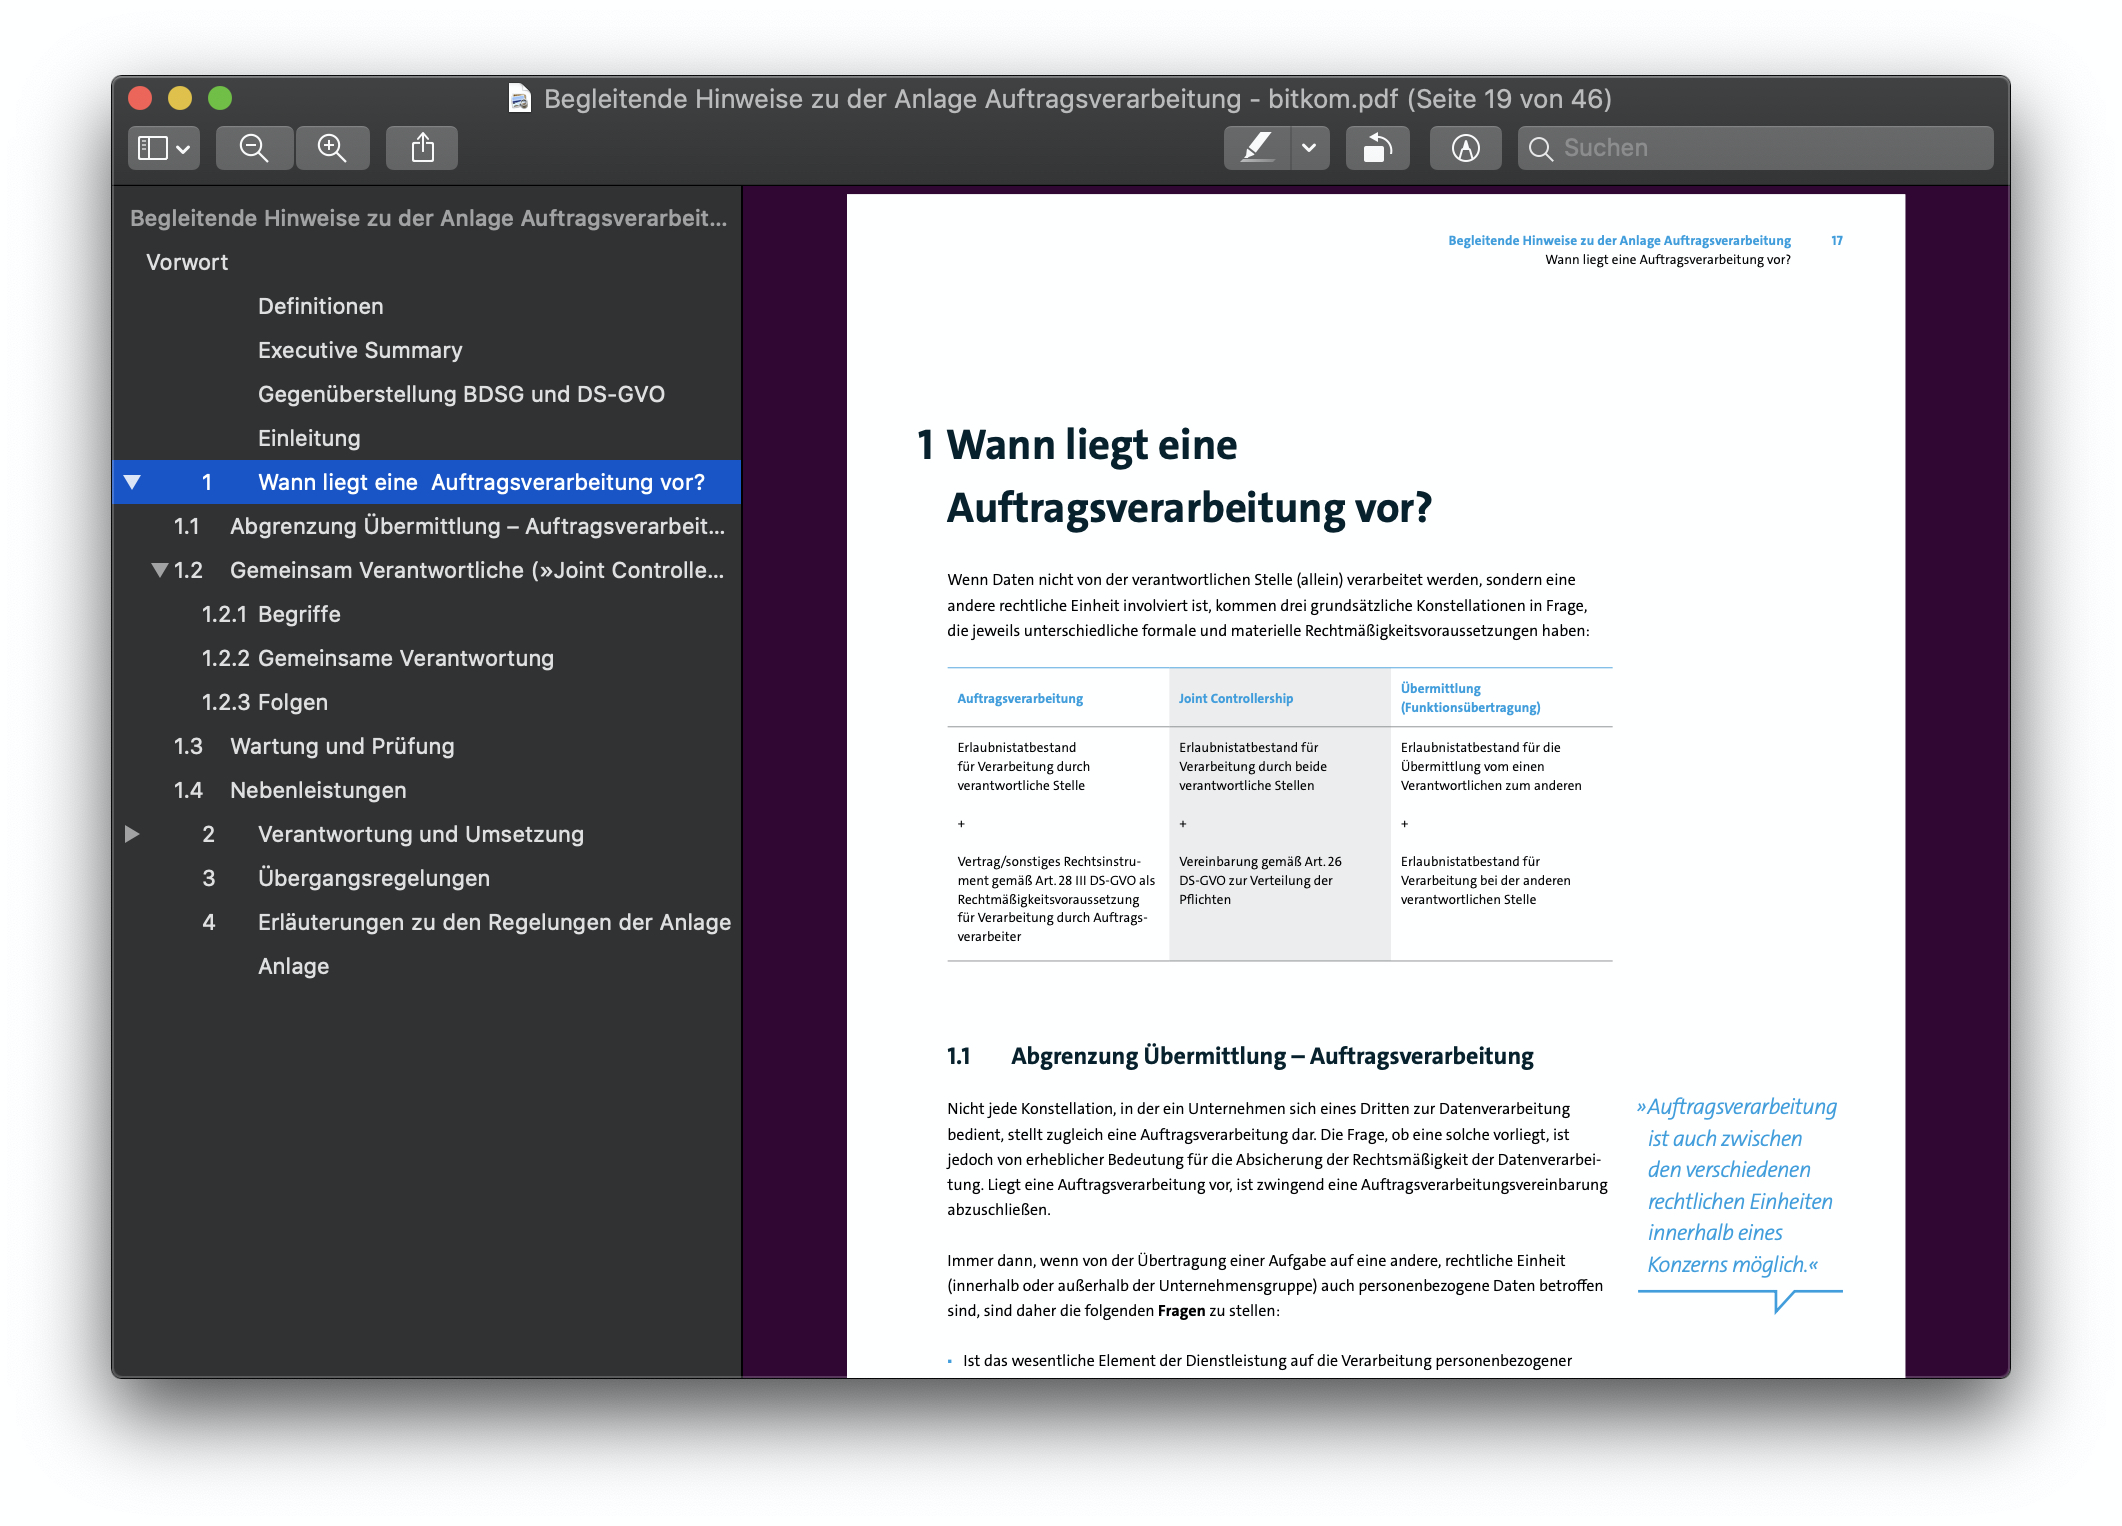 Begleitende Hinweise zu der Anlage Auftragsverarbeitung - bitkom.pdf (Seite 19 von 46)
Suchen
Begleitende Hinweise zu der Anlage Auftragsverarbeit...
Vorwort
Definitionen
Executive Summary
Gegenüberstellung BDSG und DS-GVO
Einleitung
1 Wann liegt eine Auftragsverarbeitung vor?
1.1 Abgrenzung Übermittlung – Auftragsverarbeit...
1.2 Gemeinsam Verantwortliche (»Joint Controlle...
1.2.1 Begriffe
1.2.2 Gemeinsame Verantwortung
1.2.3 Folgen
1.3 Wartung und Prüfung
1.4 Nebenleistungen
2 Verantwortung und Umsetzung
3 Übergangsregelungen
4 Erläuterungen zu den Regelungen der Anlage
Anlage
Begleitende Hinweise zu der Anlage Auftragsverarbeitung 17
Wann liegt eine Auftragsverarbeitung vor?
1 Wann liegt eine
Auftragsverarbeitung vor?
Wenn Daten nicht von der verantwortlichen Stelle (allein) verarbeitet werden, sondern eine
andere rechtliche Einheit involviert ist, kommen drei grundsätzliche Konstellationen in Frage,
die jeweils unterschiedliche formale und materielle Rechtmäßigkeitsvoraussetzungen haben:
Auftragsverarbeitung
Erlaubnistatbestand
für Verarbeitung durch
verantwortliche Stelle
+
Vertrag/sonstiges Rechtsinstru-
ment gemäß Art. 28 III DS-GVO als
Rechtmäßigkeitsvoraussetzung
für Verarbeitung durch Auftrags-
verarbeiter
Joint Controllership
Erlaubnistatbestand für
Verarbeitung durch beide
verantwortliche Stellen
+
Vereinbarung gemäß Art. 26
DS-GVO zur Verteilung der
Pflichten
Übermittlung
(Funktionsübertragung)
Erlaubnistatbestand für die
Übermittlung vom einen
Verantwortlichen zum anderen
+
Erlaubnistatbestand für
Verarbeitung bei der anderen
verantwortlichen Stelle
1.1 Abgrenzung Übermittlung – Auftragsverarbeitung
Nicht jede Konstellation, in der ein Unternehmen sich eines Dritten zur Datenverarbeitung
bedient, stellt zugleich eine Auftragsverarbeitung dar. Die Frage, ob eine solche vorliegt, ist
jedoch von erheblicher Bedeutung für die Absicherung der Rechtsmäßigkeit der Datenverarbei-
tung. Liegt eine Auftragsverarbeitung vor, ist zwingend eine Auftragsverarbeitungsvereinbarung
abzuschließen.
Immer dann, wenn von der Übertragung einer Aufgabe auf eine andere, rechtliche Einheit
(innerhalb oder außerhalb der Unternehmensgruppe) auch personenbezogene Daten betroffen
sind, sind daher die folgenden Fragen zu stellen:
▪ Ist das wesentliche Element der Dienstleistung auf die Verarbeitung personenbezogener
»Auftragsverarbeitung
ist auch zwischen
den verschiedenen
rechtlichen Einheiten
innerhalb eines
Konzerns möglich.«